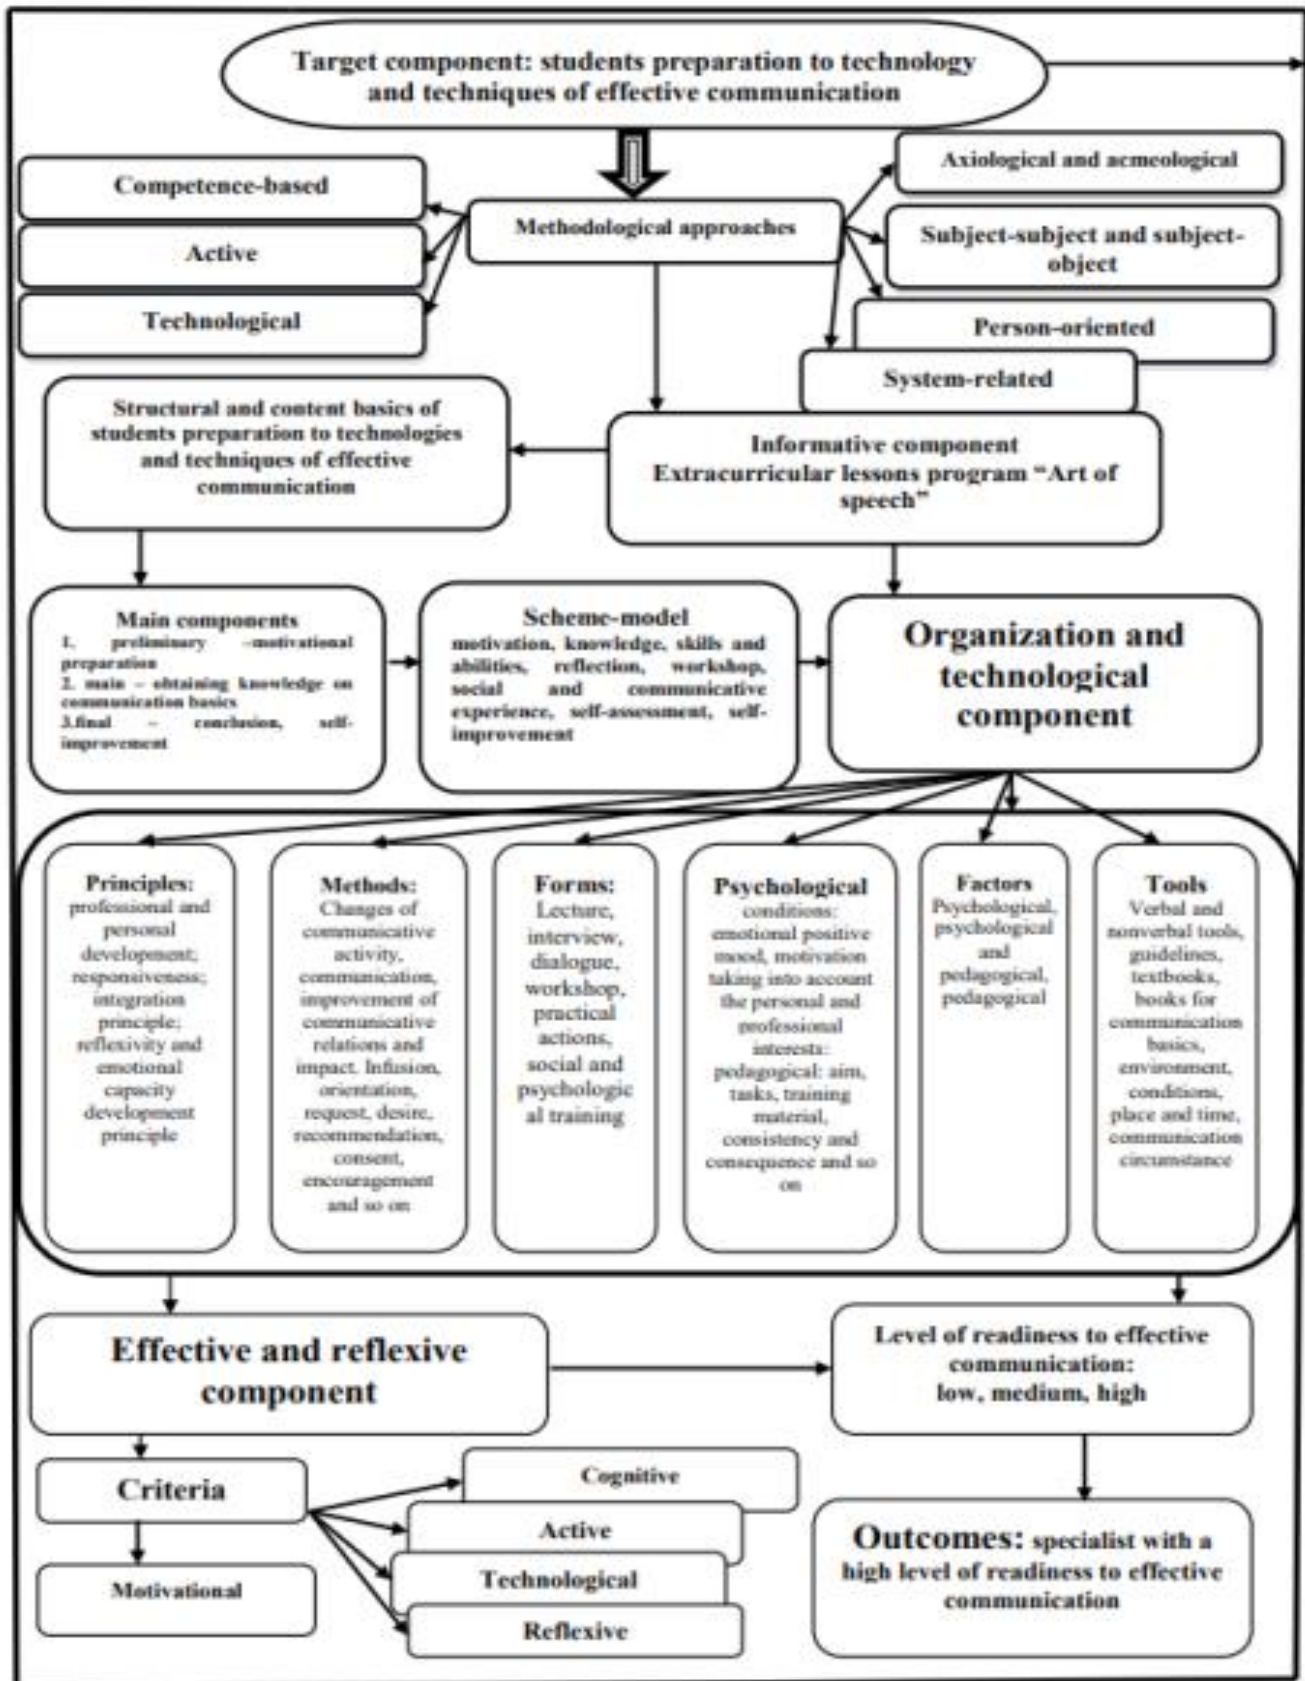 Target component: students preparation to technology
and techniques of effective communication
Competence-based
Active
Technological
Methodological approaches
Axiological and acmeological
Subject-subject and subject-
object
Person-oriented
System-related
Structural and content basics of
students preparation to technologies
and techniques of effective
communication
Informative component
Extracurricular lessons program “Art of
speech”
Main components
1. preliminary –motivational
preparation
2. main – obtaining knowledge on
communication basics
3.final – conclusion, self-
improvement
Scheme-model
motivation, knowledge, skills and
abilities, reflection, workshop,
social and communicative
experience, self-assessment, self-
improvement
Organization and
technological
component
Principles:
professional and
personal
development;
responsiveness;
integration
principle;
reflexivity and
emotional
capacity
development
principle
Methods:
Changes of
communicative
activity,
communication,
improvement of
communicative
relations and
impact. Infusion,
orientation,
request, desire,
recommendation,
consent,
encouragement
and so on
Forms:
Lecture,
interview,
dialogue,
workshop,
practical
actions,
social and
psychologic
al training
Psychological
conditions:
emotional positive
mood, motivation
taking into account
the personal and
professional
interests:
pedagogical: aim,
tasks, training
material,
consistency and
consequence and so
on
Factors
Psychological,
psychological
and
pedagogical,
pedagogical
Tools
Verbal and
nonverbal tools,
guidelines,
textbooks,
books for
communication
basics,
environment,
conditions,
place and time,
communication
circumstance
Effective and reflexive
component
Level of readiness to effective
communication:
low, medium, high
Criteria
Motivational
Cognitive
Active
Technological
Reflexive
Outcomes: specialist with a
high level of readiness to effective
communication